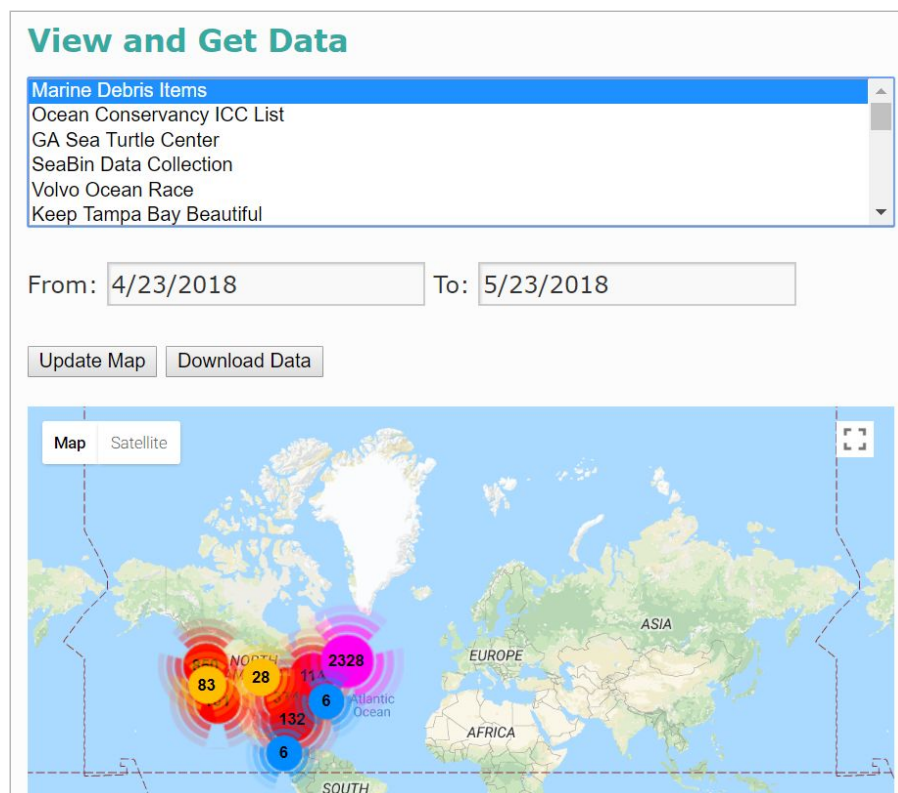 View and Get Data
Marine Debris Items
Ocean Conservancy ICC List
GA Sea Turtle Center
SeaBin Data Collection
Volvo Ocean Race
Keep Tampa Bay Beautiful
From: 4/23/2018 To: 5/23/2018
Update Map Download Data
Map Satellite
ASIA
EUROPE
NORTH
2328
28
83
6
Atlantic
Ocean
132
AFRICA
6
SOUTH